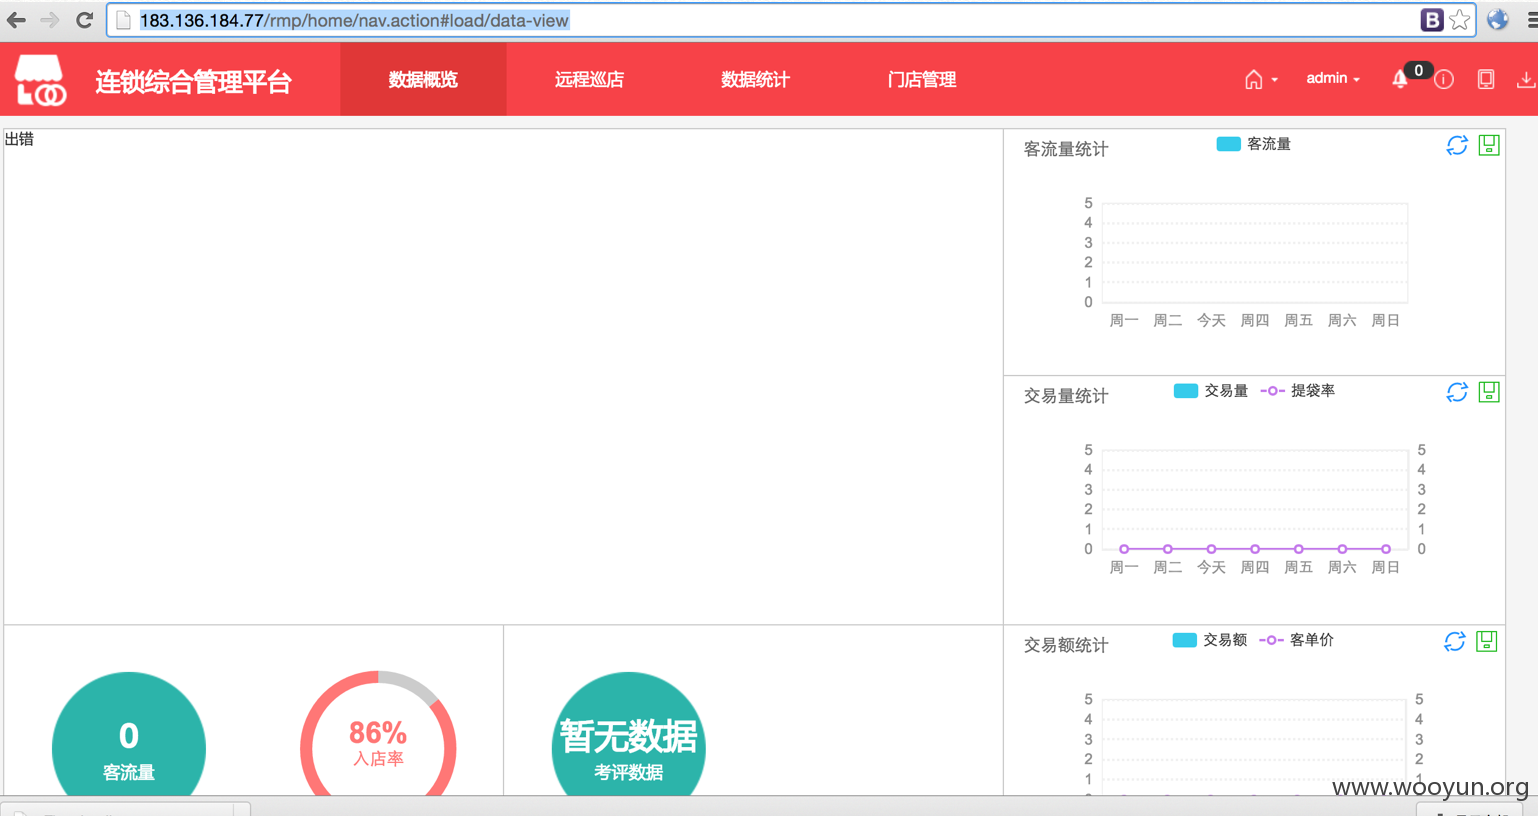 183.136.184.77/rmp/home/nav.action#load/data-view
B
连锁综合管理平台
数据概览
远程巡店
数据统计
门店管理
admin
0
出错
客流量统计
客流量
5
4
3
2
1
0
周一 周二 今天 周四 周五 周六 周日
交易量统计
交易量 提袋率
5 5
4 4
3 3
2 2
1 1
0 0
周一 周二 今天 周四 周五 周六 周日
交易额统计
交易额 客单价
5 5
4 4
3 3
2 2
1 1
0
客流量
86%
入店率
暂无数据
考评数据
www.wooyun.org